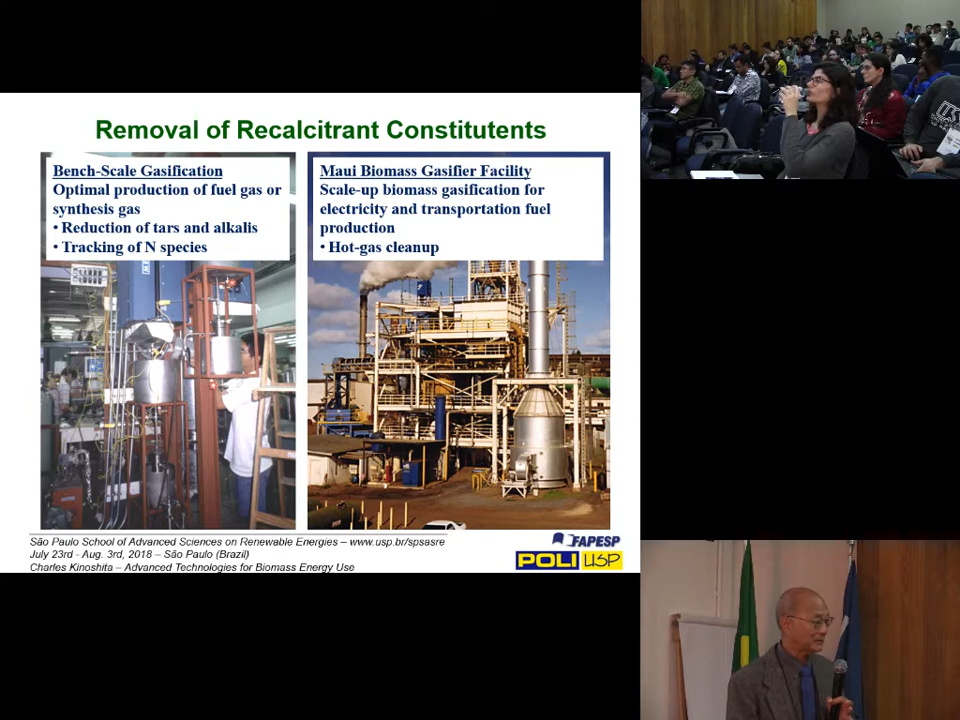 Removal of Recalcitrant Constitutents
Bench-Scale Gasification
Optimal production of fuel gas or
synthesis gas
• Reduction of tars and alkalis
• Tracking of N species
Maui Biomass Gasifier Facility
Scale-up biomass gasification for
electricity and transportation fuel
production
• Hot-gas cleanup
São Paulo School of Advanced Sciences on Renewable Energies – www.usp.br/spsasre
July 23rd - Aug. 3rd, 2018 – São Paulo (Brazil)
Charles Kinoshita – Advanced Technologies for Biomass Energy Use
FAPESP
POLI USP